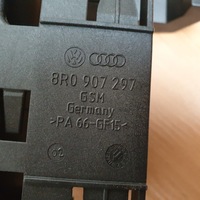 8R0 907 297
GSM
Germany
>PA 66-GF15<